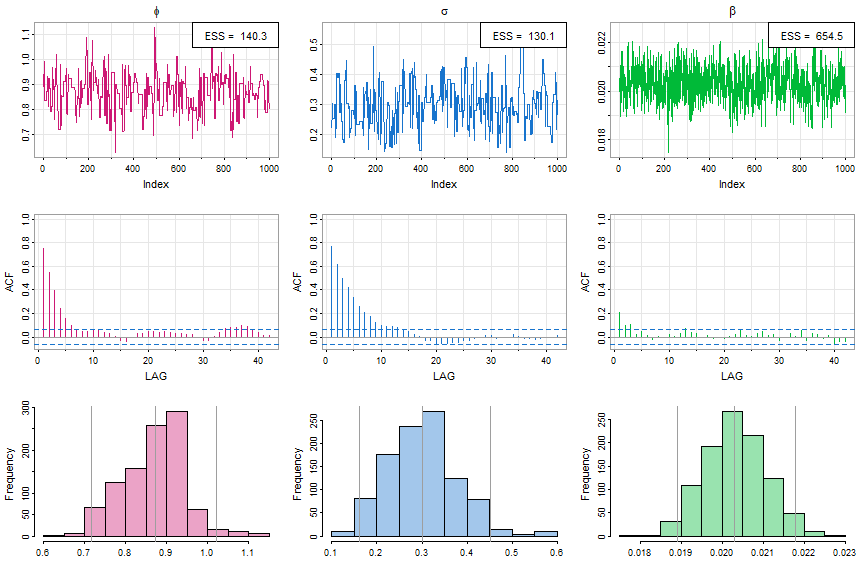 ϕ σ β
ESS = 140.3 ESS = 130.1 ESS = 654.5
0.7 0.8 0.9 1.0 1.1
0 200 400 600 800 1000
Index
0.2 0.3 0.4 0.5
0 200 400 600 800 1000
Index
0.018 0.020 0.022
0 200 400 600 800 1000
Index
ACF
0.0 0.2 0.4 0.6 0.8 1.0
0 10 20 30 40
LAG
ACF
0.0 0.2 0.4 0.6 0.8 1.0
0 10 20 30 40
LAG
ACF
0.0 0.2 0.4 0.6 0.8 1.0
0 10 20 30 40
LAG
Frequency
0 50 100 200 300
0.6 0.7 0.8 0.9 1.0 1.1
Frequency
0 50 100 150 200 250
0.1 0.2 0.3 0.4 0.5 0.6
Frequency
0 50 100 150 200 250
0.018 0.019 0.020 0.021 0.022 0.023